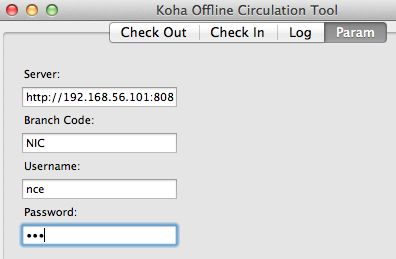 Koha Offline Circulation Tool
Check Out Check In Log Param
Server:
http://192.168.56.101:808
Branch Code:
NIC
Username:
nce
Password:
•••